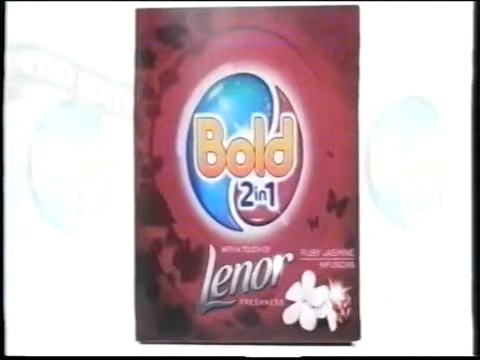 Bold
2in1
WITH A TOUCH OF
Lenor
FRESHNESS
RUBY JASMINE
INFUSIONS